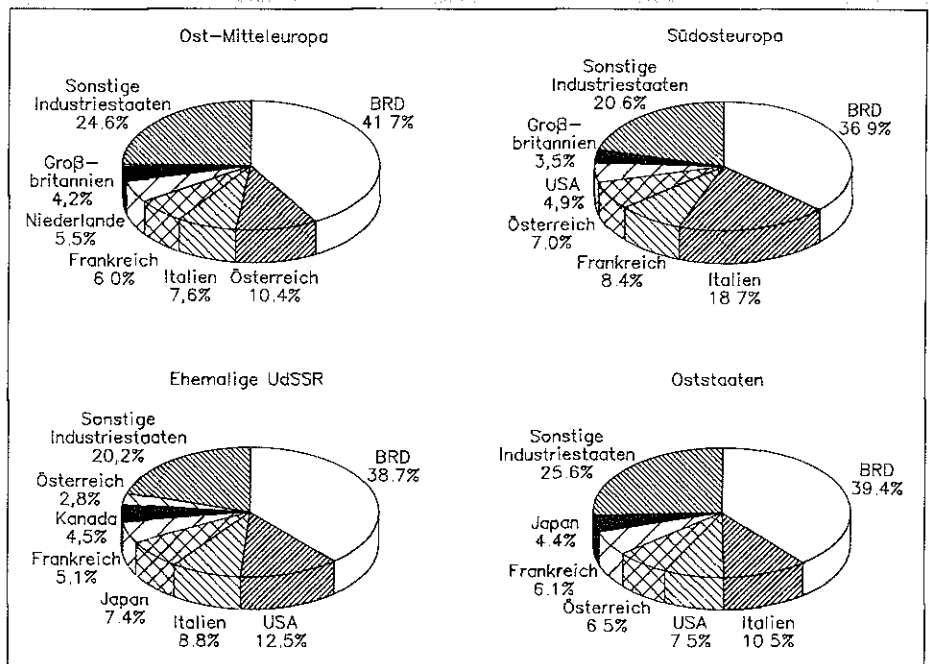 Ost-Mitteleuropa
Sonstige
Industriestaaten
24.6%
BRD
41 7%
Groβ-
britannien
4,2%
Niederlande
5.5%
Frankreich
6 0%
Italien
7,6%
Österreich
10.4%
Südosteuropa
Sonstige
Industriestaaten
20.6%
BRD
36 9%
Groβ-
britannien
3,5%
USA
4,9%
Österreich
7.0%
Frankreich
8.4%
Italien
18 7%
Ehemalige UdSSR
Sonstige
Industriestaaten
20,2%
BRD
38.7%
Österreich
2,8%
Kanada
4,5%
Frankreich
5,1%
Japan
7.4%
Italien
8.8%
USA
12,5%
Oststaaten
Sonstige
Industriestaaten
25.6%
BRD
39.4%
Japan
4.4%
Frankreich
6.1%
Österreich
6 5%
USA
7 5%
Italien
10 5%